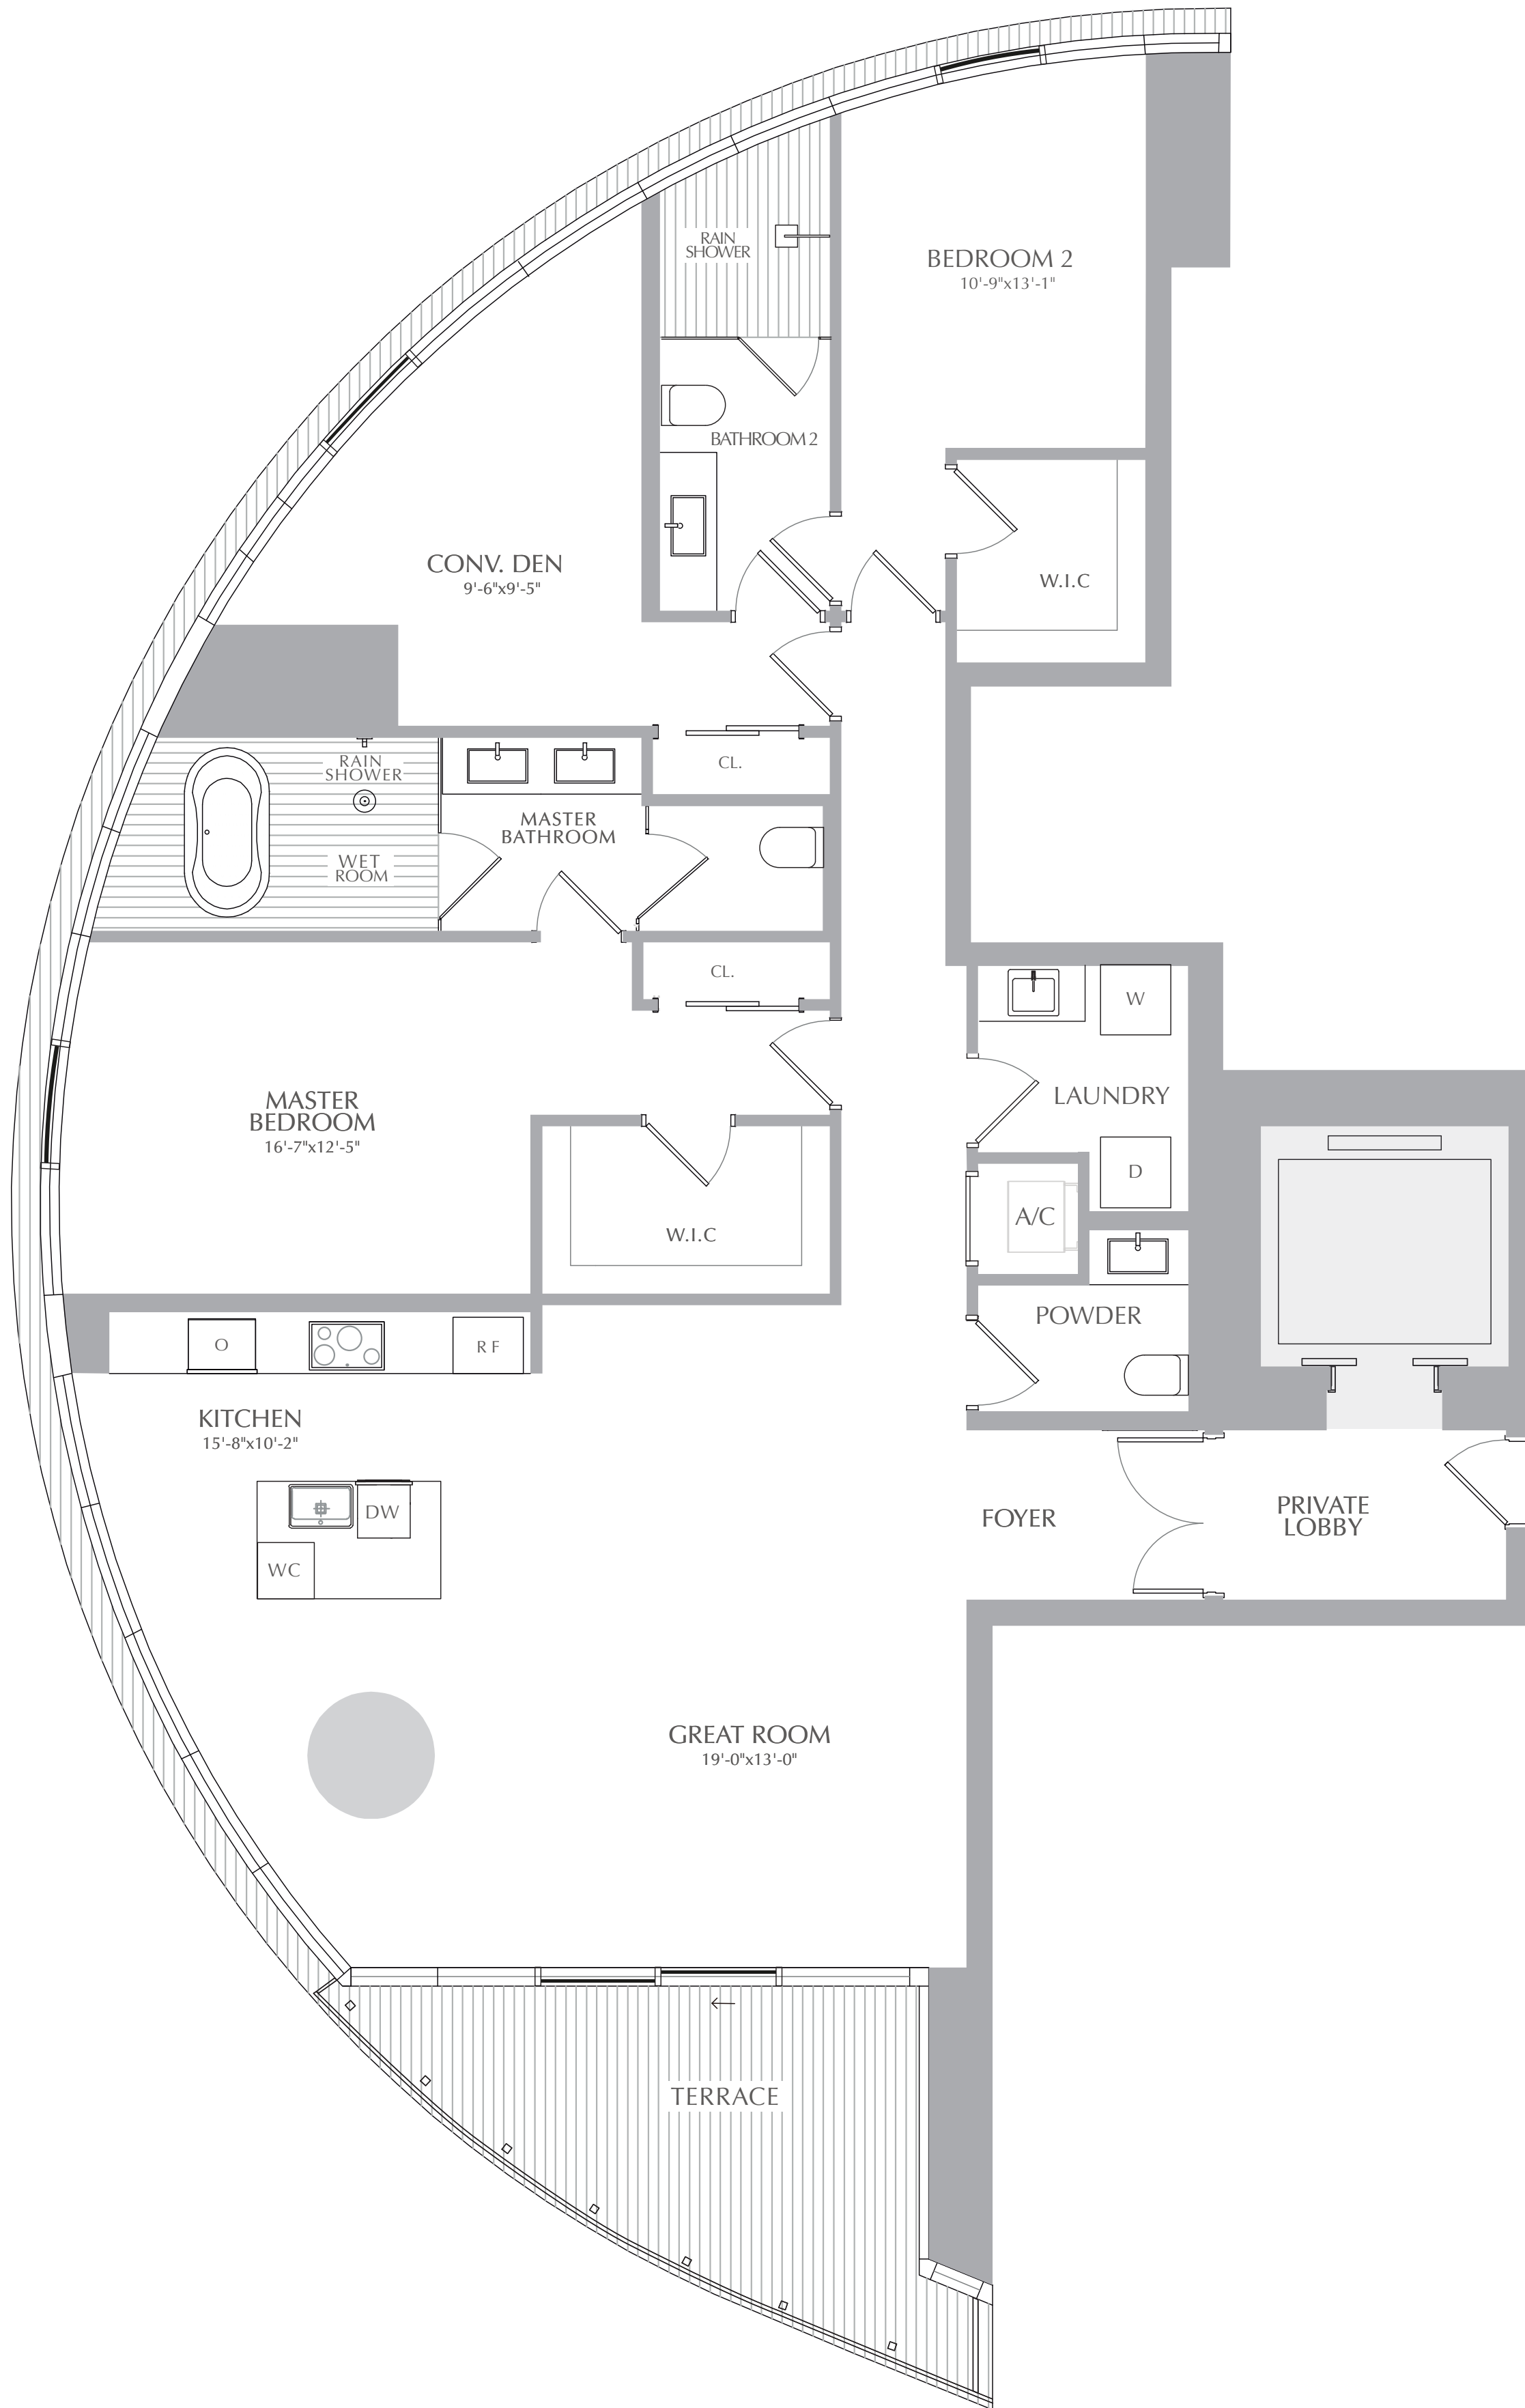 RAIN
SHOWER
BEDROOM 2
10'-9"x13'-1"
BATHROOM 2
CONV. DEN
9'-6"x9'-5"
W.I.C
RAIN
SHOWER
CL.
MASTER
BATHROOM
WET
ROOM
CL.
W
MASTER
BEDROOM
16'-7"x12'-5"
LAUNDRY
D
A/C
W.I.C
POWDER
O
RF
KITCHEN
15'-8"x10'-2"
DW
WC
FOYER
PRIVATE
LOBBY
GREAT ROOM
19'-0"x13'-0"
TERRACE